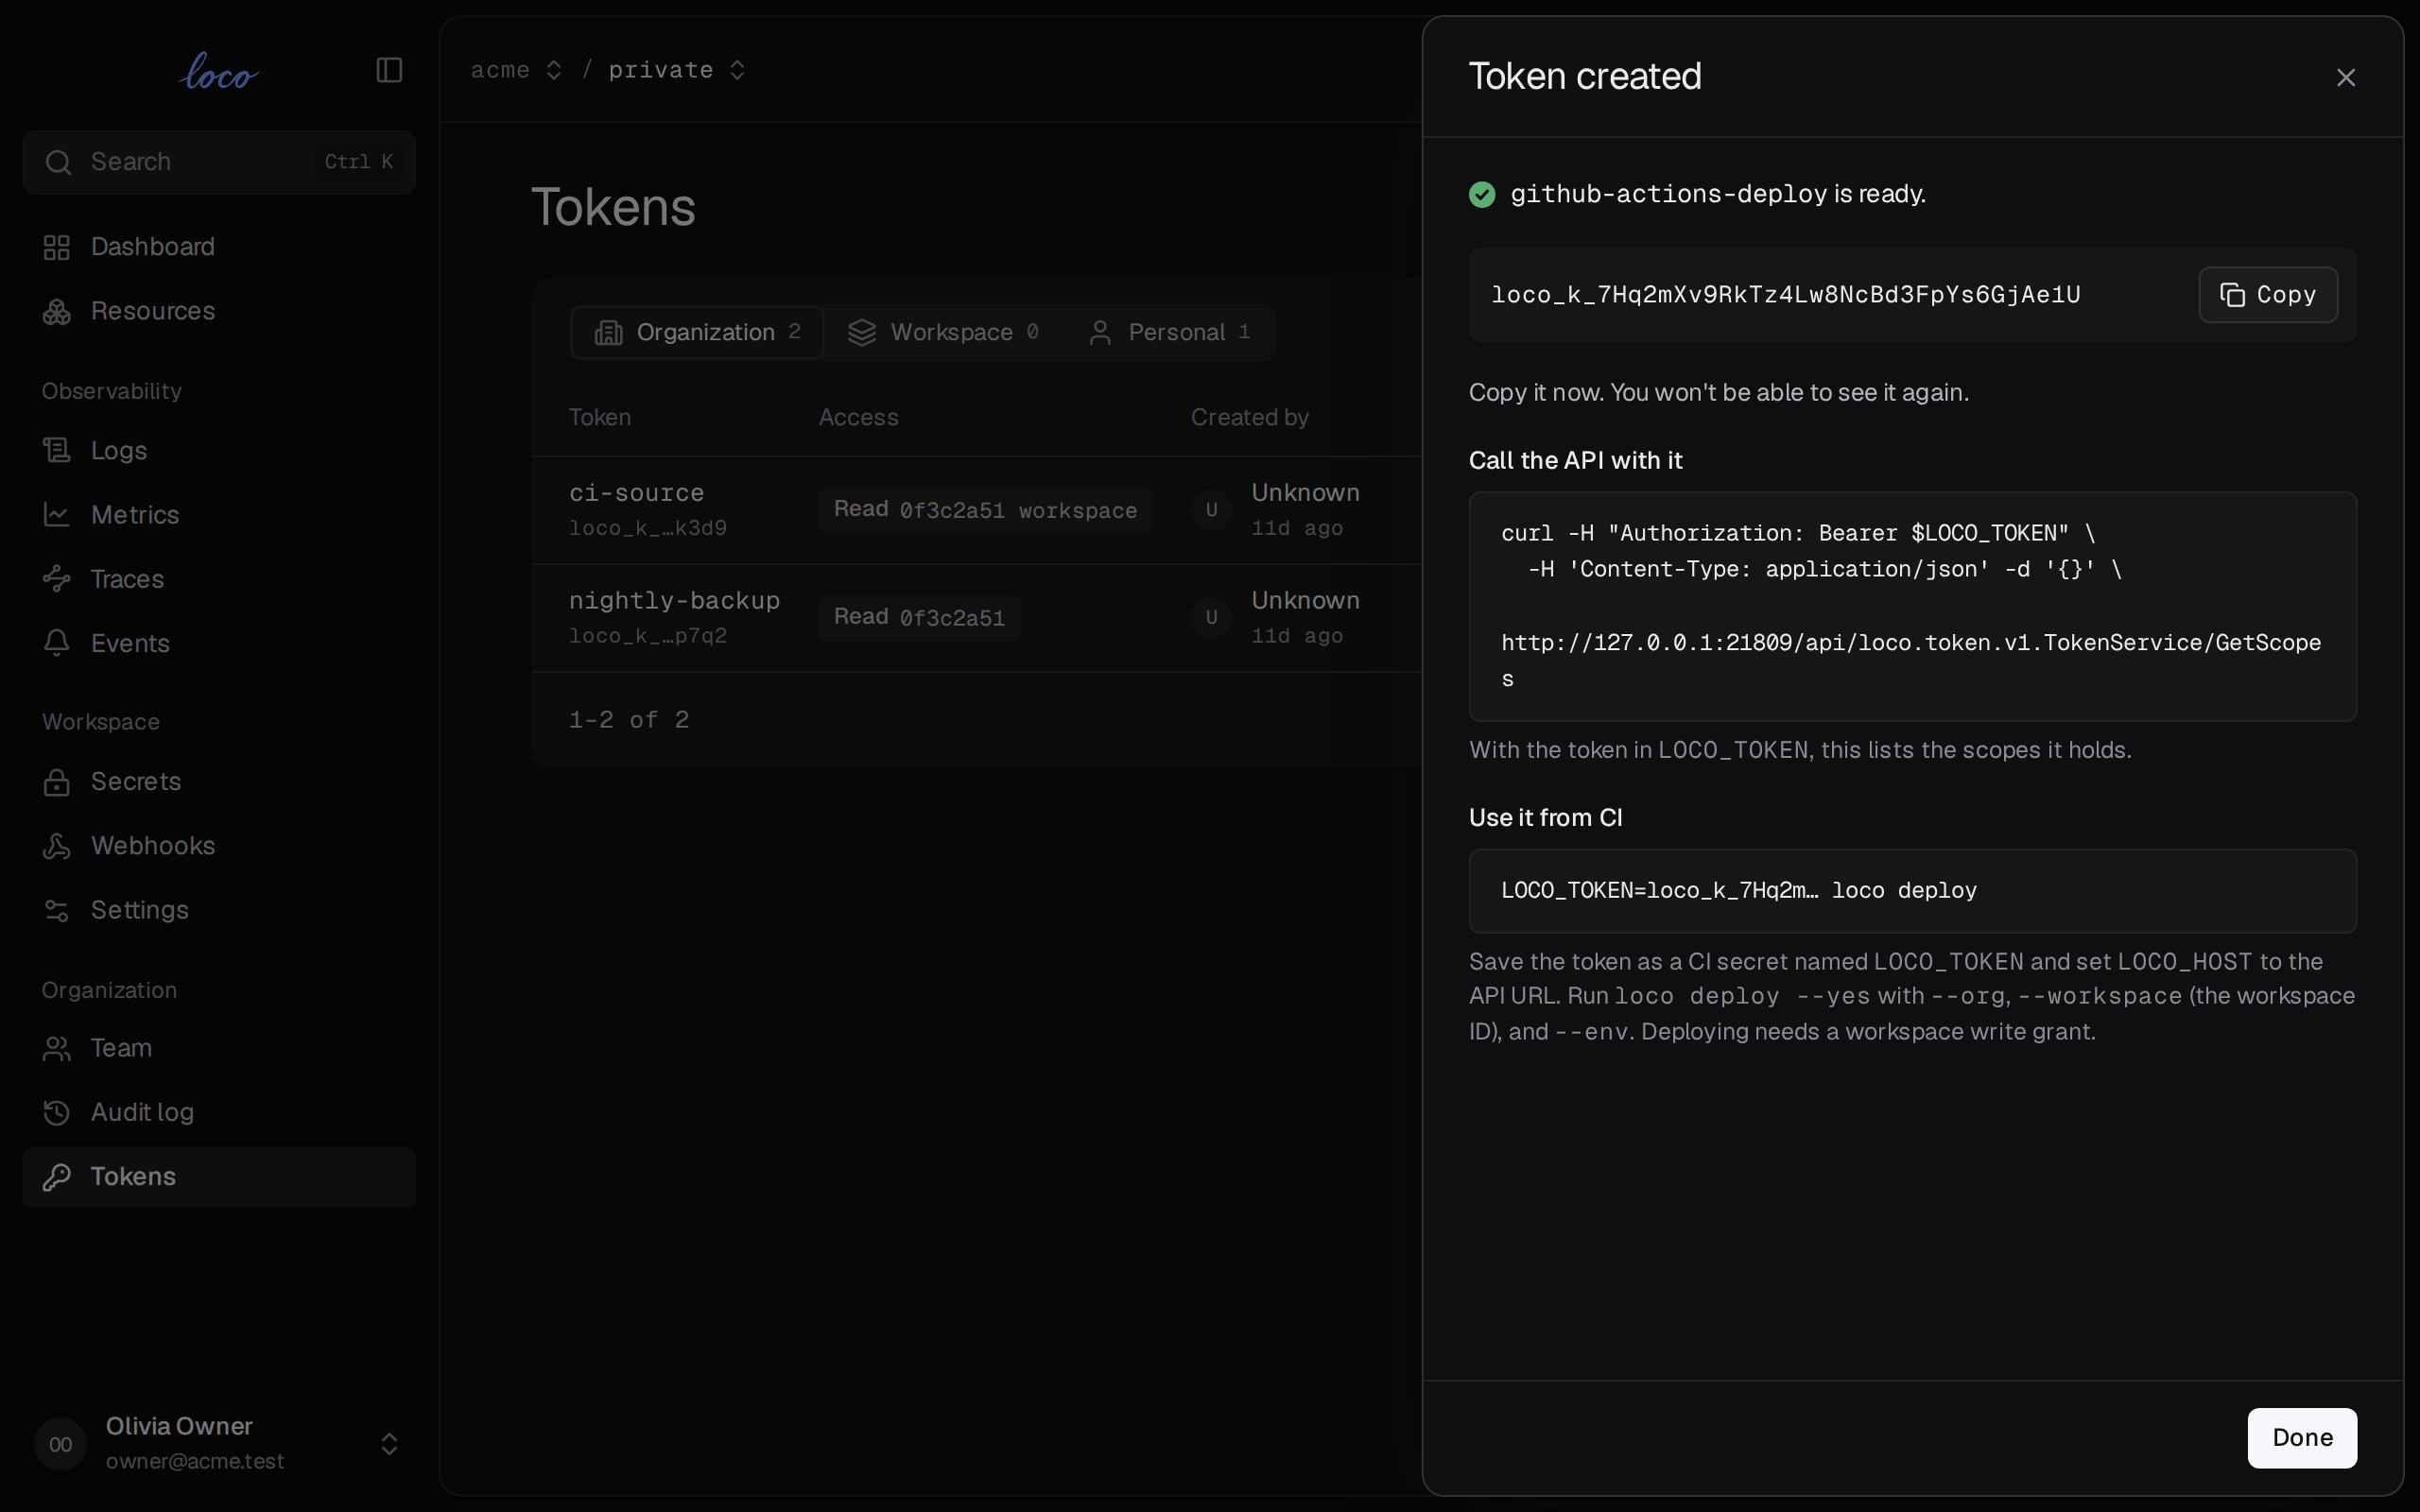 loco
Search Ctrl K
Dashboard
Resources
Observability
Logs
Metrics
Traces
Events
Workspace
Secrets
Webhooks
Settings
Organization
Team
Audit log
Tokens
OO Olivia Owner
owner@acme.test
acme / private
Tokens
Organization 2 Workspace 0 Personal 1
Token Access Created by
ci-source Read 0f3c2a51 workspace U Unknown
loco_k_…k3d9 11d ago
nightly-backup Read 0f3c2a51 U Unknown
loco_k_…p7q2 11d ago
1-2 of 2
Token created
github-actions-deploy is ready.
loco_k_7Hq2mXv9RkTz4Lw8NcBd3FpYs6GjAe1U Copy
Copy it now. You won't be able to see it again.
Call the API with it
curl -H "Authorization: Bearer $LOCO_TOKEN" \
  -H 'Content-Type: application/json' -d '{}' \
http://127.0.0.1:21809/api/loco.token.v1.TokenService/GetScope
s
With the token in LOCO_TOKEN, this lists the scopes it holds.
Use it from CI
LOCO_TOKEN=loco_k_7Hq2m… loco deploy
Save the token as a CI secret named LOCO_TOKEN and set LOCO_HOST to the
API URL. Run loco deploy --yes with --org, --workspace (the workspace
ID), and --env. Deploying needs a workspace write grant.
Done